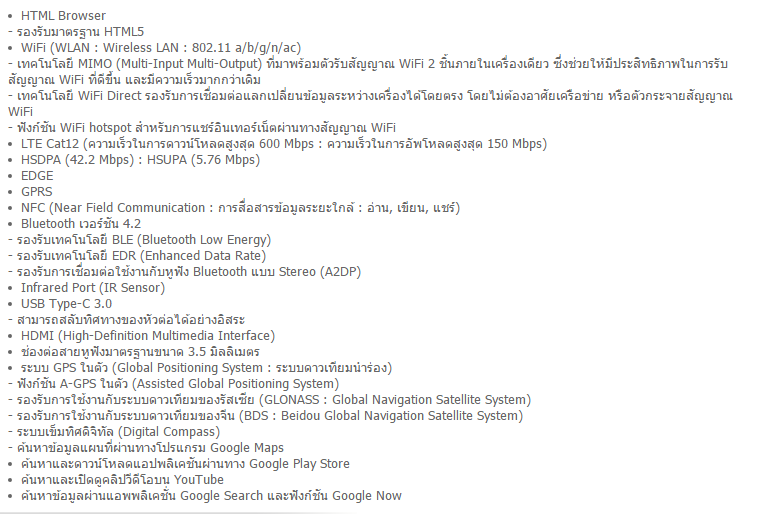 • HTML Browser
- รองรับมาตรฐาน HTML5
• WiFi (WLAN : Wireless LAN : 802.11 a/b/g/n/ac)
- เทคโนโลยี MIMO (Multi-Input Multi-Output) ที่มาพร้อมตัวรับสัญญาณ WiFi 2 ชิ้นภายในเครื่องเดียว ซึ่งช่วยให้มีประสิทธิภาพในการรับ
สัญญาณ WiFi ที่ดีขึ้น และมีความเร็วมากกว่าเดิม
- เทคโนโลยี WiFi Direct รองรับการเชื่อมต่อแลกเปลี่ยนข้อมูลระหว่างเครื่องได้โดยตรง โดยไม่ต้องอาศัยเครือข่าย หรือตัวกระจายสัญญาณ
WiFi
- ฟังก์ชัน WiFi hotspot สำหรับการแชร์อินเทอร์เน็ตผ่านทางสัญญาณ WiFi
• LTE Cat12 (ความเร็วในการดาวน์โหลดสูงสุด 600 Mbps : ความเร็วในการอัพโหลดสูงสุด 150 Mbps)
• HSDPA (42.2 Mbps) : HSUPA (5.76 Mbps)
• EDGE
• GPRS
• NFC (Near Field Communication : การสื่อสารข้อมูลระยะใกล้ : อ่าน, เขียน, แชร์)
• Bluetooth เวอร์ชัน 4.2
- รองรับเทคโนโลยี BLE (Bluetooth Low Energy)
- รองรับเทคโนโลยี EDR (Enhanced Data Rate)
- รองรับการเชื่อมต่อใช้งานกับหูฟัง Bluetooth แบบ Stereo (A2DP)
• Infrared Port (IR Sensor)
• USB Type-C 3.0
- สามารถสลับทิศทางของหัวต่อได้อย่างอิสระ
• HDMI (High-Definition Multimedia Interface)
• ช่องต่อสายหูฟังมาตรฐานขนาด 3.5 มิลลิเมตร
• ระบบ GPS ในตัว (Global Positioning System : ระบบดาวเทียมนำร่อง)
- ฟังก์ชัน A-GPS ในตัว (Assisted Global Positioning System)
- รองรับการใช้งานกับระบบดาวเทียมของรัสเซีย (GLONASS : Global Navigation Satellite System)
- รองรับการใช้งานกับระบบดาวเทียมของจีน (BDS : Beidou Global Navigation Satellite System)
- ระบบเข็มทิศดิจิทัล (Digital Compass)
- ค้นหาข้อมูลแผนที่ผ่านทางโปรแกรม Google Maps
• ค้นหาและดาวน์โหลดแอปพลิเคชันผ่านทาง Google Play Store
• ค้นหาและเปิดดูคลิปวีดีโอบน YouTube
• ค้นหาข้อมูลผ่านแอพพลิเคชั่น Google Search และฟังก์ชัน Google Now